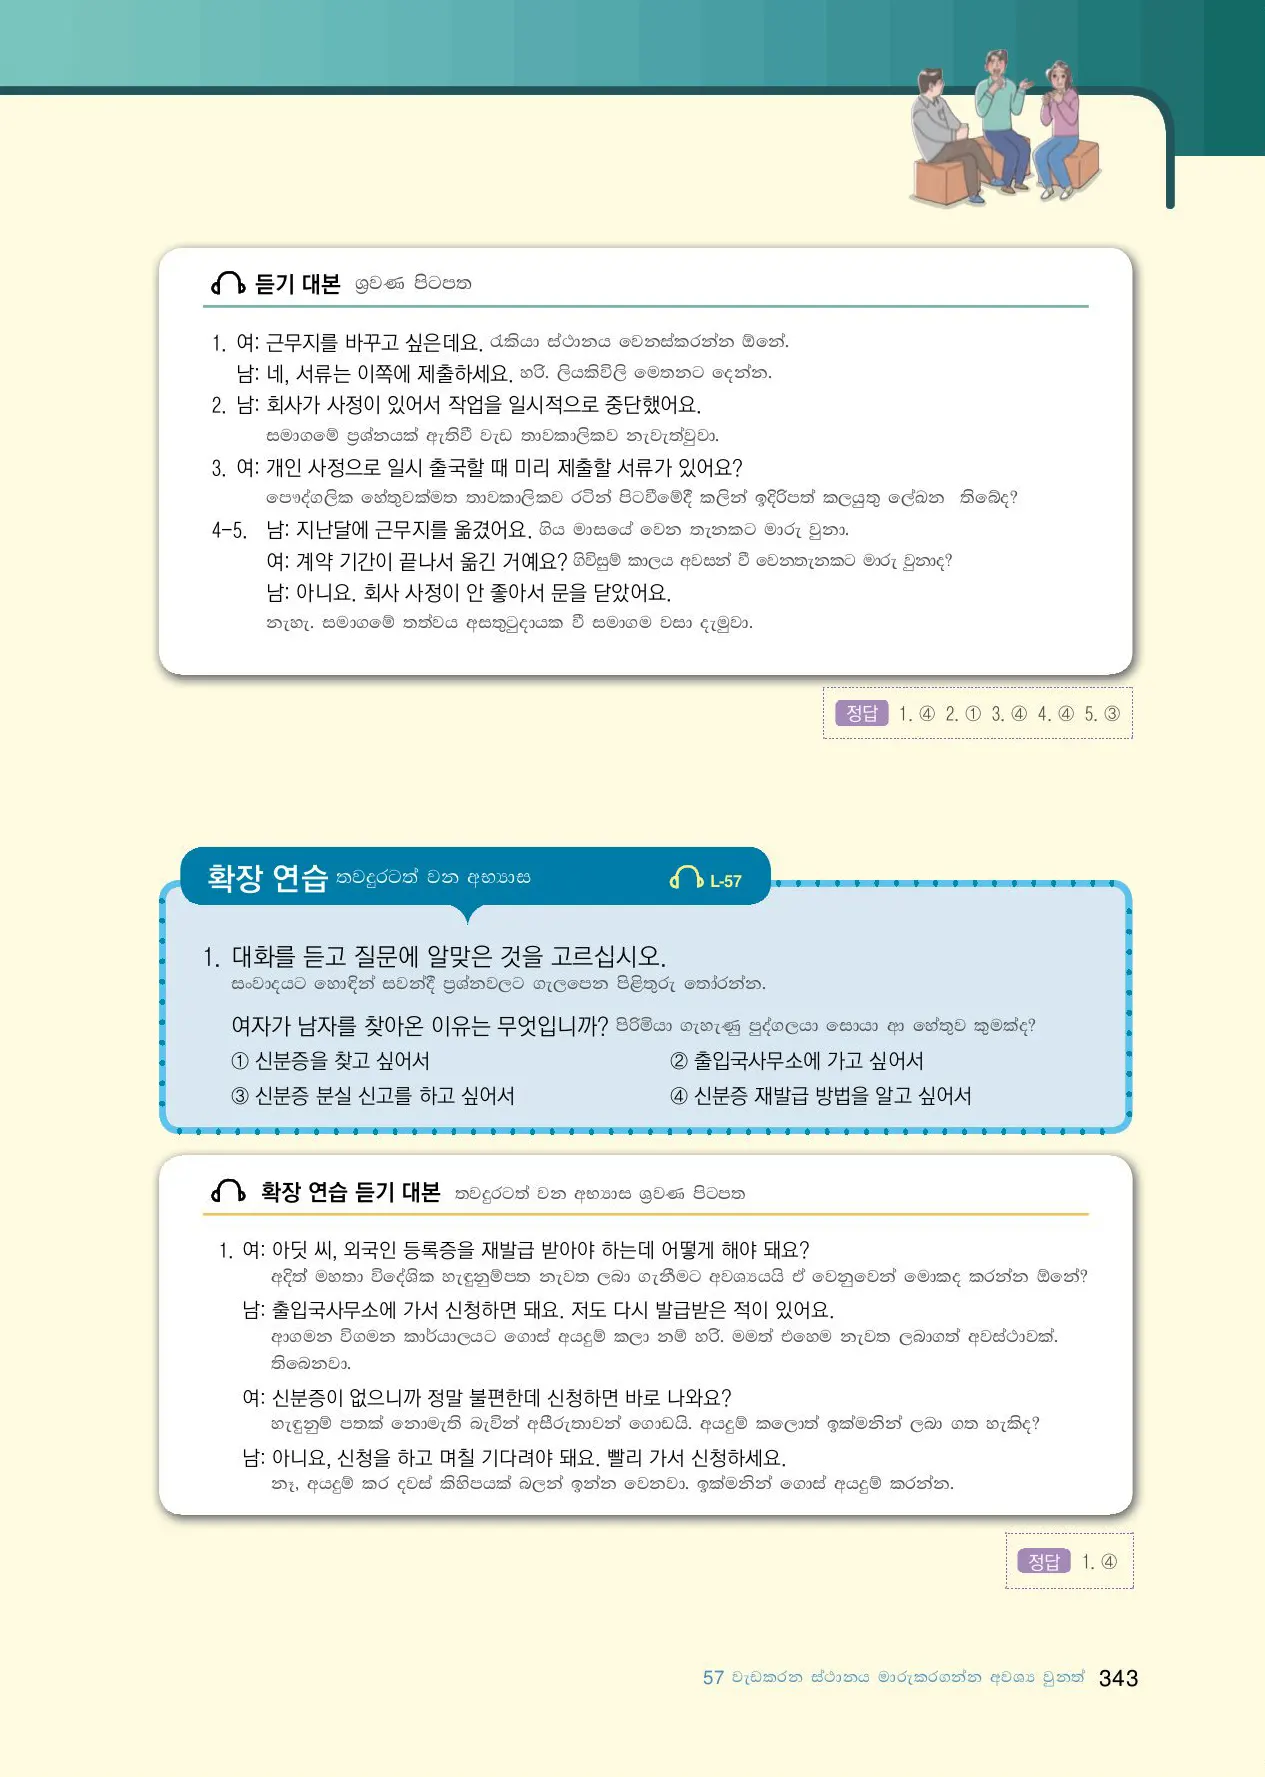 듣기 대본 ශ්‍රවණ පිටපත
1. 여: 근무지를 바꾸고 싶은데요. රැකියා ස්ථානය වෙනස්කරන්න ඕනේ.
남: 네, 서류는 이쪽에 제출하세요. හරි. ලියකිවිලි මෙතනට දෙන්න.
2. 남: 회사가 사정이 있어서 작업을 일시적으로 중단했어요.
සමාගමේ ප්‍රශ්නයක් ඇතිවී වැඩ තාවකාලිකව නැවැත්වුවා.
3. 여: 개인 사정으로 일시 출국할 때 미리 제출할 서류가 있어요?
පෞද්ගලික හේතුවක්මත තාවකාලිකව රටින් පිටවීමේදී කලින් ඉදිරිපත් කලයුතු ලේඛන තිබේද?
4-5. 남: 지난달에 근무지를 옮겼어요. ගිය මාසයේ වෙන තැනකට මාරු වුනා.
여: 계약 기간이 끝나서 옮긴 거예요? ගිවිසුම් කාලය අවසන් වී වෙනතැනකට මාරු වුනාද?
남: 아니요. 회사 사정이 안 좋아서 문을 닫았어요.
නැහැ. සමාගමේ තත්වය අසතුටුදායක වී සමාගම වසා දැමුවා.
정답 1. ④ 2. ① 3. ④ 4. ④ 5. ③
확장 연습 තවදුරටත් වන අභ්‍යාස L-57
1. 대화를 듣고 질문에 알맞은 것을 고르십시오.
සංවාදයට හොඳින් සවන්දී ප්‍රශ්නවලට ගැලපෙන පිළිතුරු තෝරන්න.
여자가 남자를 찾아온 이유는 무엇입니까? පිරිමියා ගැහැණු පුද්ගලයා සොයා ආ හේතුව කුමක්ද?
① 신분증을 찾고 싶어서 ② 출입국사무소에 가고 싶어서
③ 신분증 분실 신고를 하고 싶어서 ④ 신분증 재발급 방법을 알고 싶어서
확장 연습 듣기 대본 තවදුරටත් වන අභ්‍යාස ශ්‍රවණ පිටපත
1. 여: 아딧 씨, 외국인 등록증을 재발급 받아야 하는데 어떻게 해야 돼요?
අදිත් මහතා විදේශික හැඳුනුම්පත නැවත ලබා ගැනීමට අවශ්‍යයයි ඒ වෙනුවෙන් මොකද කරන්න ඕනේ?
남: 출입국사무소에 가서 신청하면 돼요. 저도 다시 발급받은 적이 있어요.
ආගමන විගමන කාර්යාලයට ගොස් අයදුම් කලා නම් හරි. මමත් එහෙම නැවත ලබාගත් අවස්ථාවක්.
තිබෙනවා.
여: 신분증이 없으니까 정말 불편한데 신청하면 바로 나와요?
හැඳුනුම් පතක් නොමැති බැවින් අසීරුතාවන් ගොඩයි. අයදුම් කලොත් ඉක්මනින් ලබා ගත හැකිද?
남: 아니요, 신청을 하고 며칠 기다려야 돼요. 빨리 가서 신청하세요.
නෑ, අයදුම් කර දවස් කිහිපයක් බලන් ඉන්න වෙනවා. ඉක්මනින් ගොස් අයදුම් කරන්න.
정답 1. ④
57 වැඩකරන ස්ථානය මාරුකරගන්න අවශ්‍ය වුනත් 343